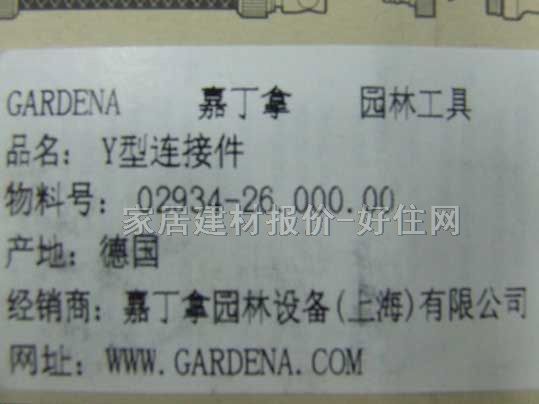 GARDENA 嘉丁拿 园林工具
品名: Y型连接件
物料号: 02934-26.000.00
家居建材报价-好住网
产地: 德国
经销商: 嘉丁拿园林设备(上海)有限公司
网址: WWW.GARDENA.COM